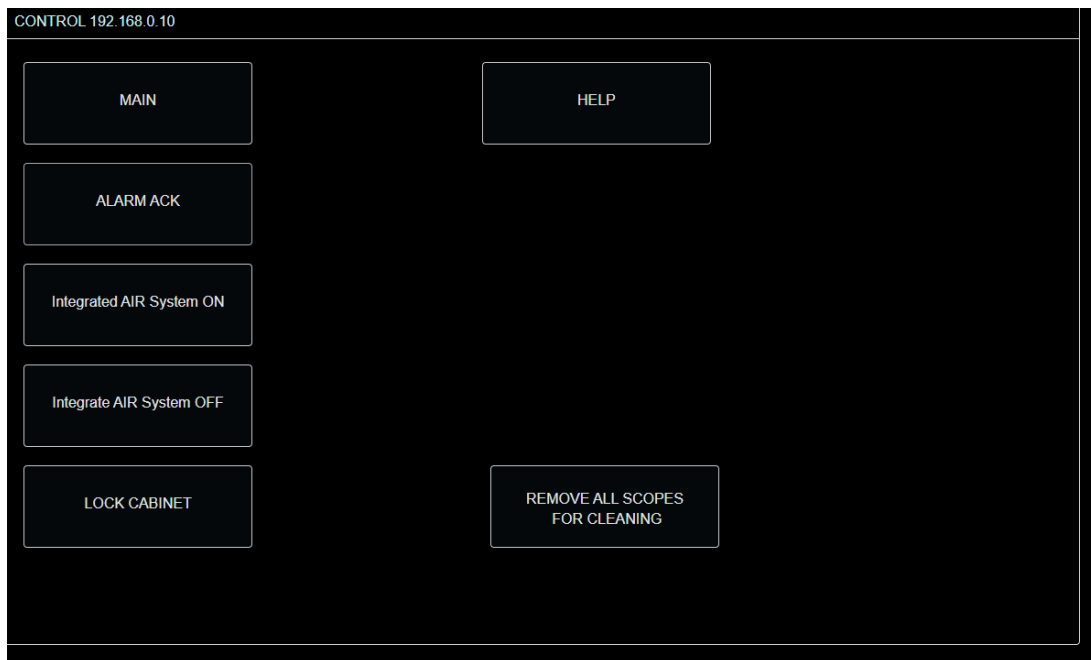 CONTROL 192.168.0.10
MAIN
HELP
ALARM ACK
Integrated AIR System ON
Integrate AIR System OFF
LOCK CABINET
REMOVE ALL SCOPES
FOR CLEANING